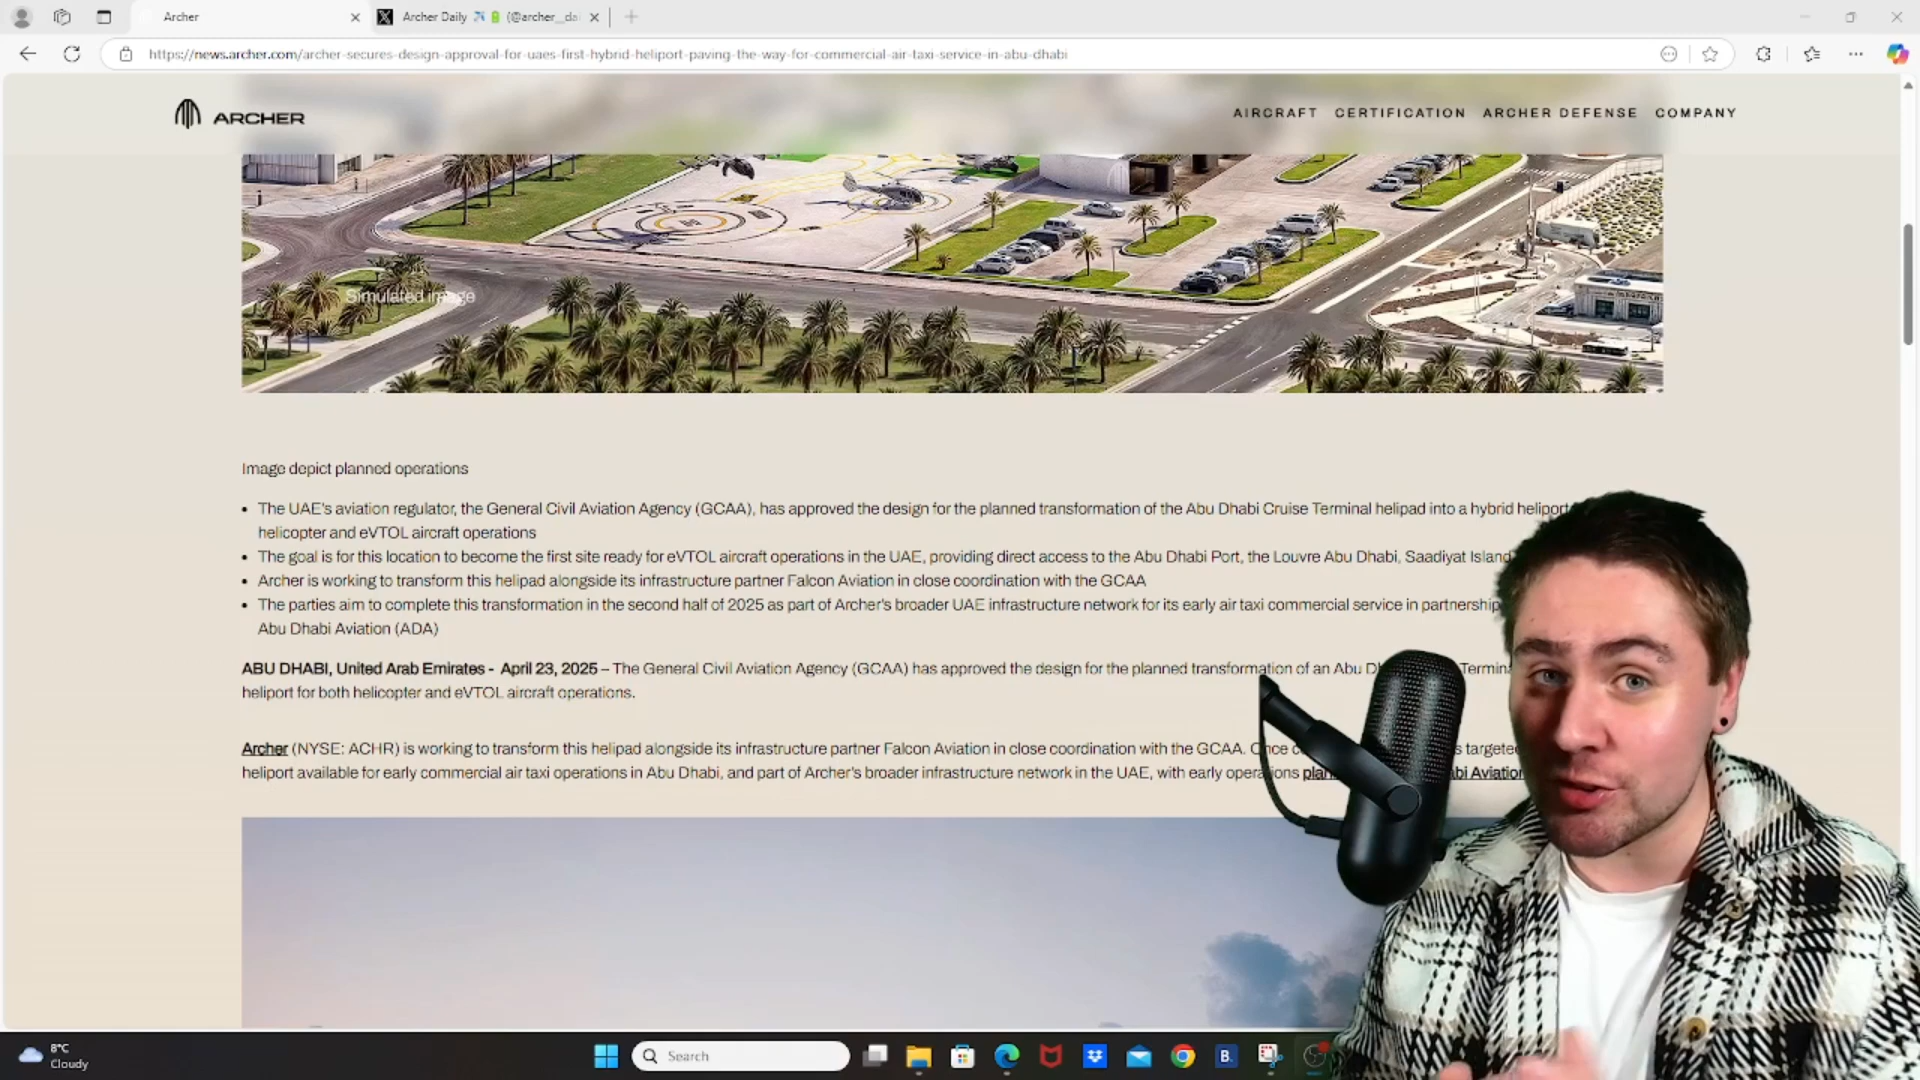 Archer
Archer Daily
(@archer__da
https://news.archer.com/archer-secures-design-approval-for-uaes-first-hybrid-heliport-paving-the-way-for-commercial-air-taxi-service-in-abu-dhabi
ARCHER
AIRCRAFT CERTIFICATION ARCHER DEFENSE COMPANY
Simulated image
Image depict planned operations
• The UAE's aviation regulator, the General Civil Aviation Agency (GCAA), has approved the design for the planned transformation of the Abu Dhabi Cruise Terminal helipad into a hybrid heliport
helicopter and eVTOL aircraft operations
• The goal is for this location to become the first site ready for eVTOL aircraft operations in the UAE, providing direct access to the Abu Dhabi Port, the Louvre Abu Dhabi, Saadiyat Island
• Archer is working to transform this helipad alongside its infrastructure partner Falcon Aviation in close coordination with the GCAA
• The parties aim to complete this transformation in the second half of 2025 as part of Archer's broader UAE infrastructure network for its early air taxi commercial service in partnership
Abu Dhabi Aviation (ADA)
ABU DHABI, United Arab Emirates - April 23, 2025 – The General Civil Aviation Agency (GCAA) has approved the design for the planned transformation of an Abu D Termin
heliport for both helicopter and eVTOL aircraft operations.
Archer (NYSE: ACHR) is working to transform this helipad alongside its infrastructure partner Falcon Aviation in close coordination with the GCAA. Once targete
heliport available for early commercial air taxi operations in Abu Dhabi, and part of Archer's broader infrastructure network in the UAE, with early operations plan bi Aviation
8°C
Cloudy
Search
B.